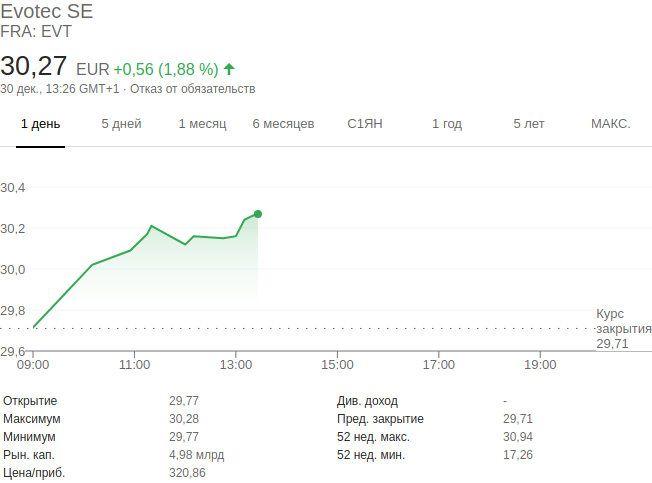 Evotec SE
FRA: EVT
30,27 EUR +0,56 (1,88 %)
30 дек., 13:26 GMT+1 · Отказ от обязательств
1 день 5 дней 1 месяц 6 месяцев С1ЯН 1 год 5 лет МАКС.
30,4
30,2
30,0
29,8
Курс
закрытия
29,71
29,6
09:00 11:00 13:00 15:00 17:00 19:00
Открытие 29,77 Див. доход -
Максимум 30,28 Пред. закрытие 29,71
Минимум 29,77 52 нед. макс. 30,94
Рын. кап. 4,98 млрд 52 нед. мин. 17,26
Цена/приб. 320,86